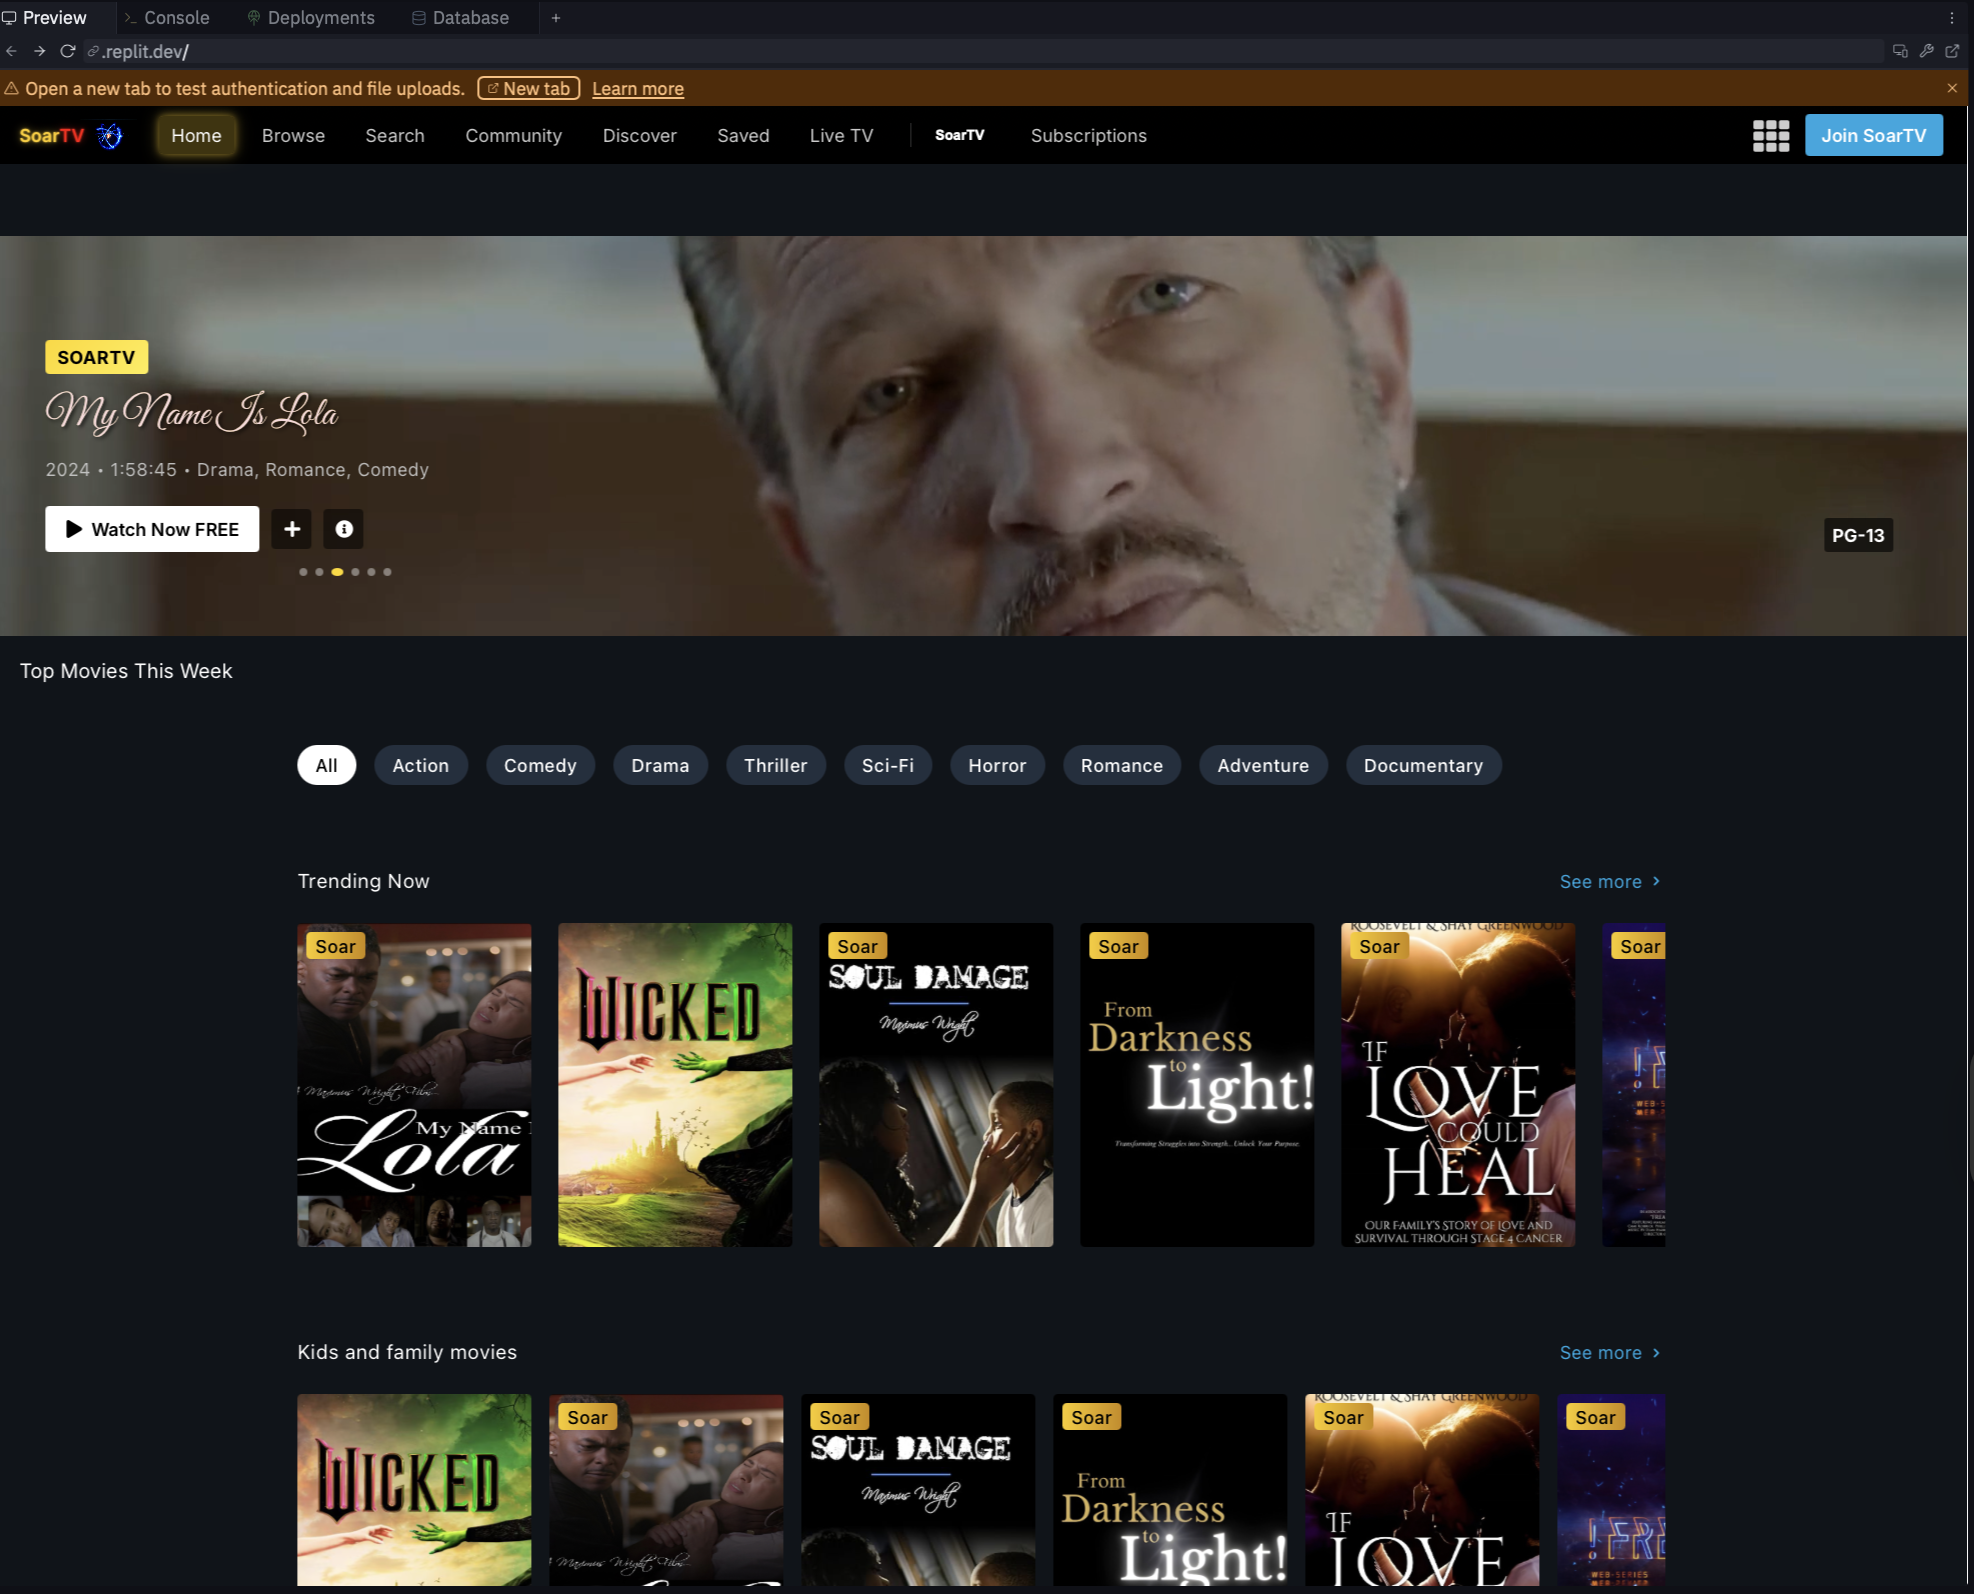 Preview Console Deployments Database
.replit.dev/
Open a new tab to test authentication and file uploads. New tab Learn more
SoarTV Home Browse Search Community Discover Saved Live TV SoarTV Subscriptions Join SoarTV
SOARTV
My Name Is Lola
2024 • 1:58:45 • Drama, Romance, Comedy
Watch Now FREE
PG-13
Top Movies This Week
All Action Comedy Drama Thriller Sci-Fi Horror Romance Adventure Documentary
Trending Now See more
Soar
Maximus Wright Film
My Name
Lola
WICKED
Soar
SOUL DAMAGE
Maximus Wright
Soar
From
Darkness
to
Light!
Transforming Struggles into Strength... Unlock Your Purpose.
ROOSEVELT & SHAY GREENWOOD
Soar
IF
LOVE
COULD
HEAL
OUR FAMILY'S STORY OF LOVE AND
SURVIVAL THROUGH STAGE 4 CANCER
Soar
Kids and family movies See more
WICKED
Soar
Maximus Wright Film
Soar
SOUL DAMAGE
Maximus Wright
Soar
From
Darkness
to
Light!
ROOSEVELT & SHAY GREENWOOD
Soar
IF
LOVE
Soar
WEB-SERIES